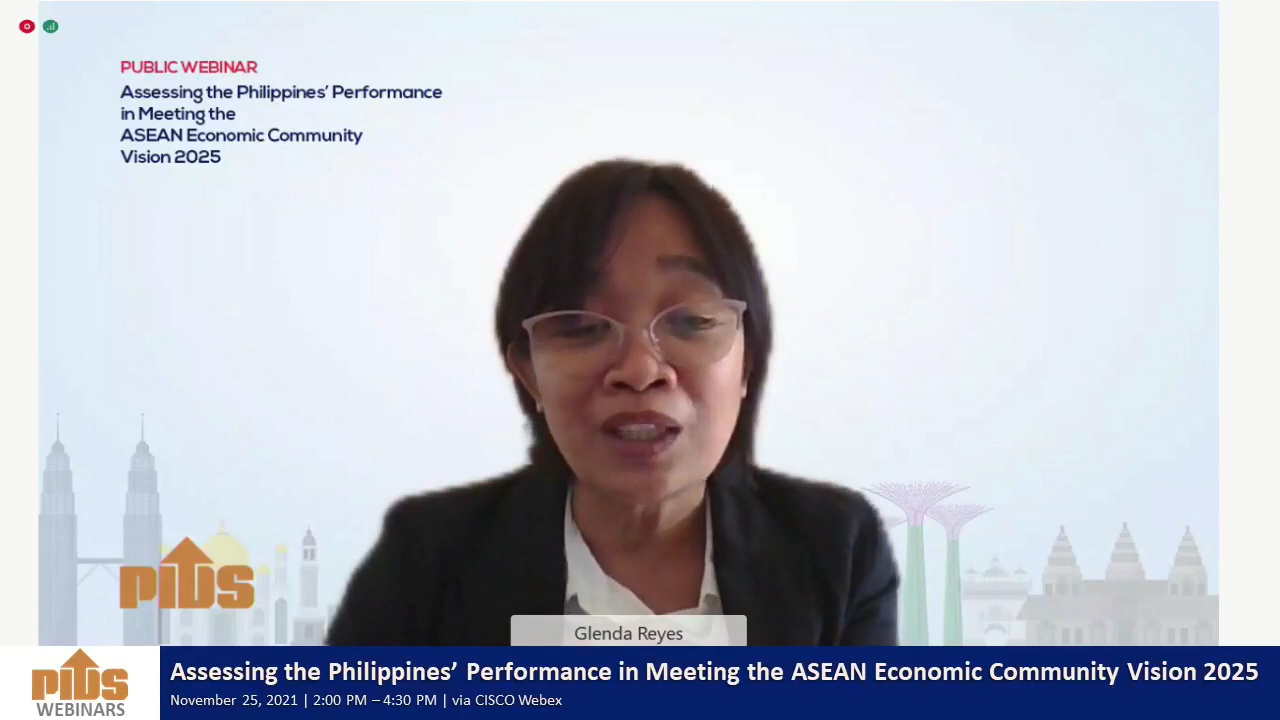 PUBLIC WEBINAR
Assessing the Philippines’ Performance
in Meeting the
ASEAN Economic Community
Vision 2025
pids
Glenda Reyes
pids
WEBINARS
Assessing the Philippines’ Performance in Meeting the ASEAN Economic Community Vision 2025
November 25, 2021 | 2:00 PM – 4:30 PM | via CISCO Webex